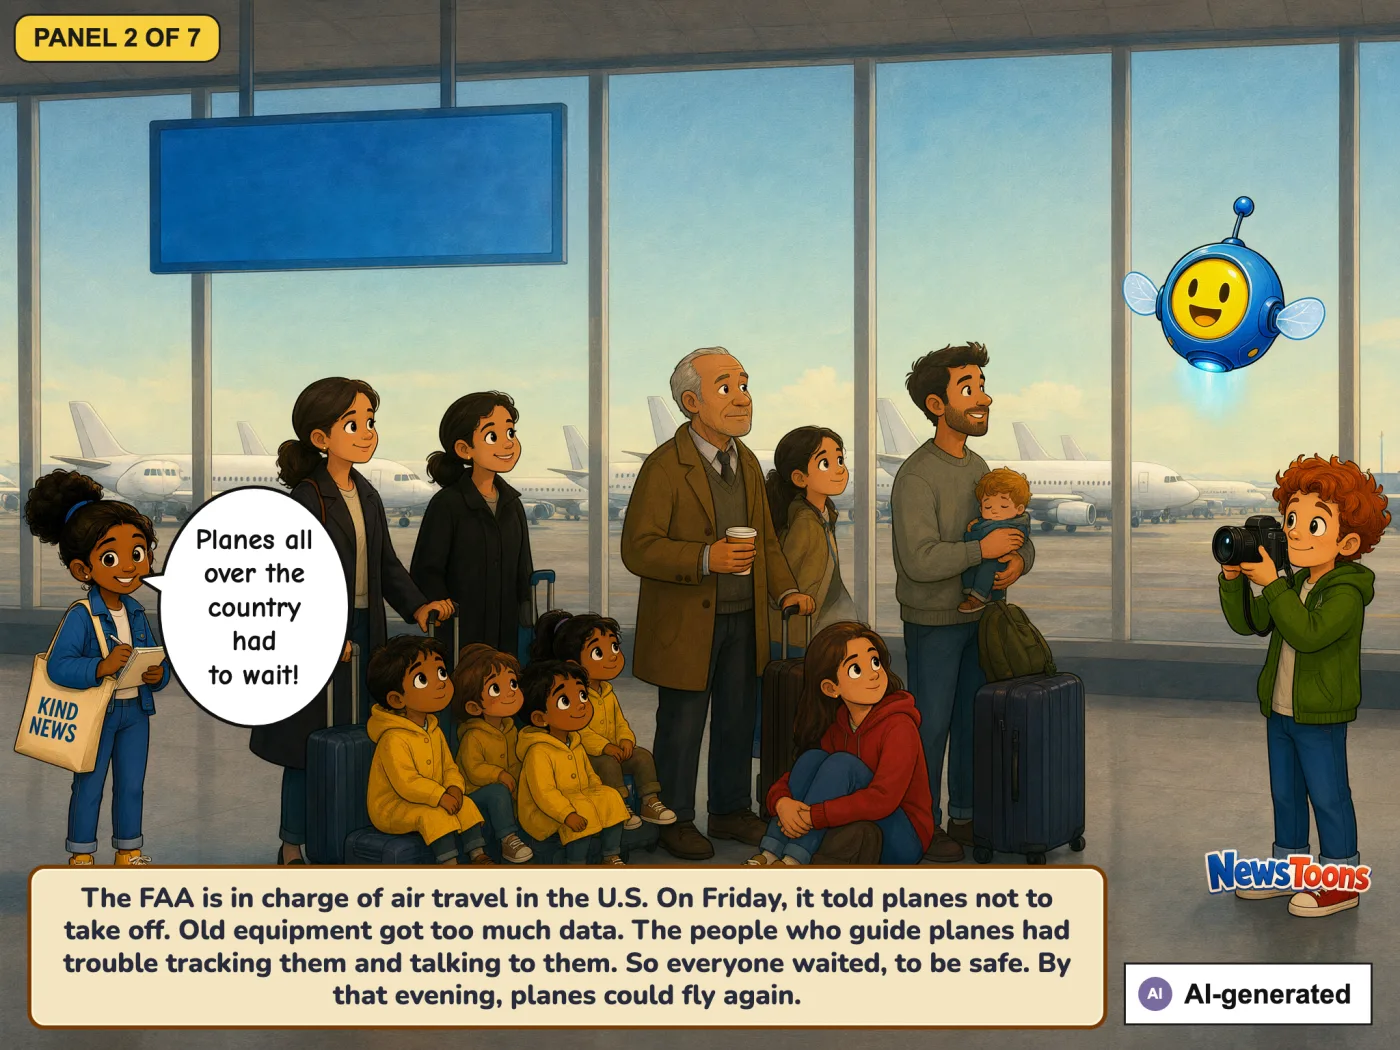 PANEL 2 OF 7
Planes all
over the
country
had
to wait!
KIND
NEWS
The FAA is in charge of air travel in the U.S. On Friday, it told planes not to
take off. Old equipment got too much data. The people who guide planes had
trouble tracking them and talking to them. So everyone waited, to be safe. By
that evening, planes could fly again.
NewsToons
AI AI-generated